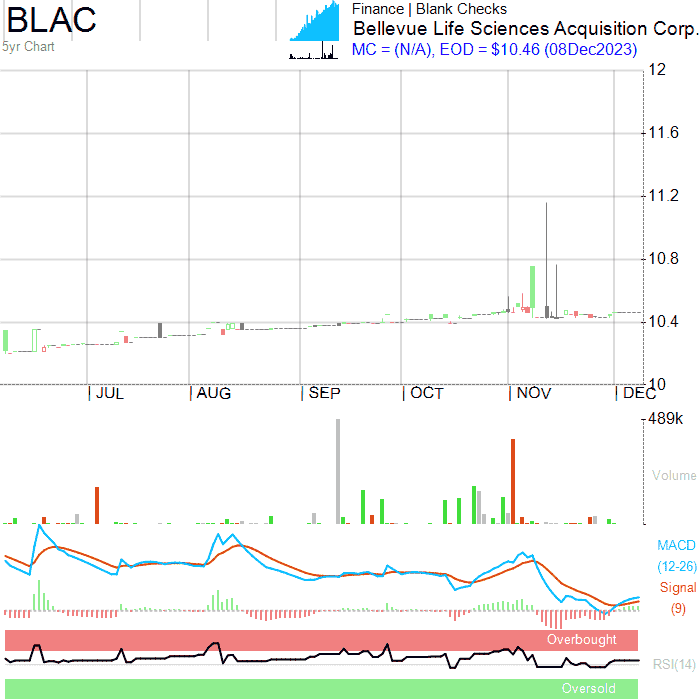 BLAC
5yr Chart
Finance | Blank Checks
Bellevue Life Sciences Acquisition Corp.
MC = (N/A), EOD = $10.46 (08Dec2023)
12
11.6
11.2
10.8
10.4
10
JUL AUG SEP OCT NOV DEC
489k
Volume
MACD
(12-26)
Signal
(9)
Overbought
RSI(14)
Oversold